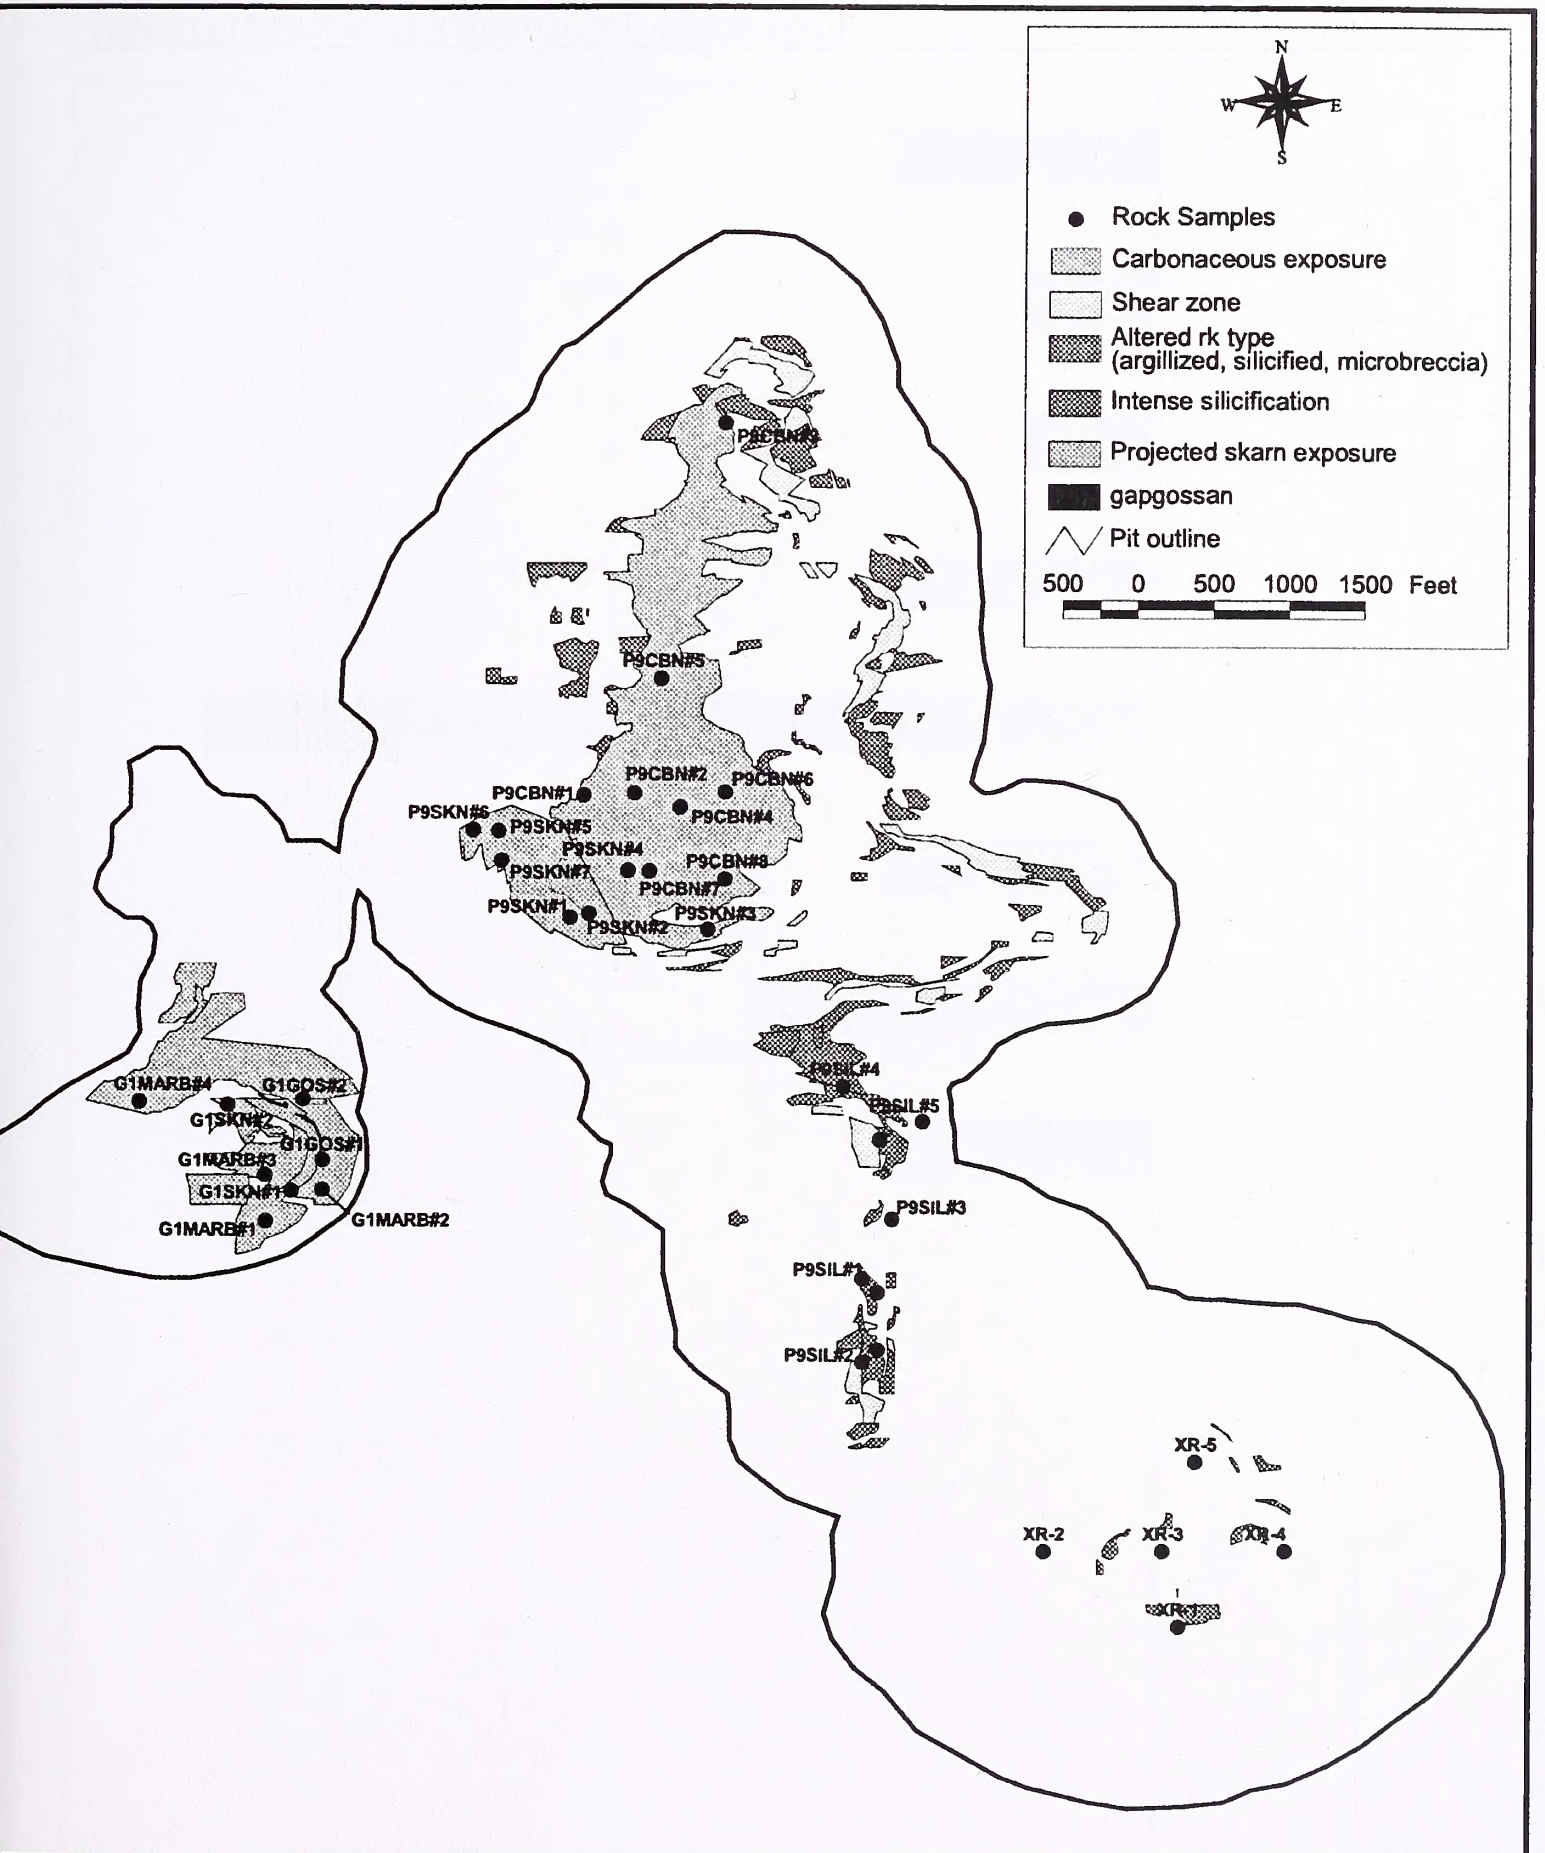 N
W E
S
Rock Samples
Carbonaceous exposure
Shear zone
Altered rk type
(argillized, silicified, microbreccia)
Intense silicification
Projected skarn exposure
gapgossan
Pit outline
500 0 500 1000 1500 Feet
P9CBN#5
P9CBN#2
P9CBN#6
P9CBN#1
P9SKN#6
P9CBN#4
P9SKN#5
P9SKN#4
P9CBN#8
P9SKN#7
P9CBN#7
P9SKN#1
P9SKN#3
P9SKN#2
P9SIL#4
G1MARB#4
G1GOS#2
P9SIL#5
G1SKN#2
G1GOS#1
G1MARB#3
G1SKN#1
P9SIL#3
G1MARB#1
G1MARB#2
P9SIL#1
P9SIL#2
XR-5
XR-2
XR-3
XR-4
XR-1